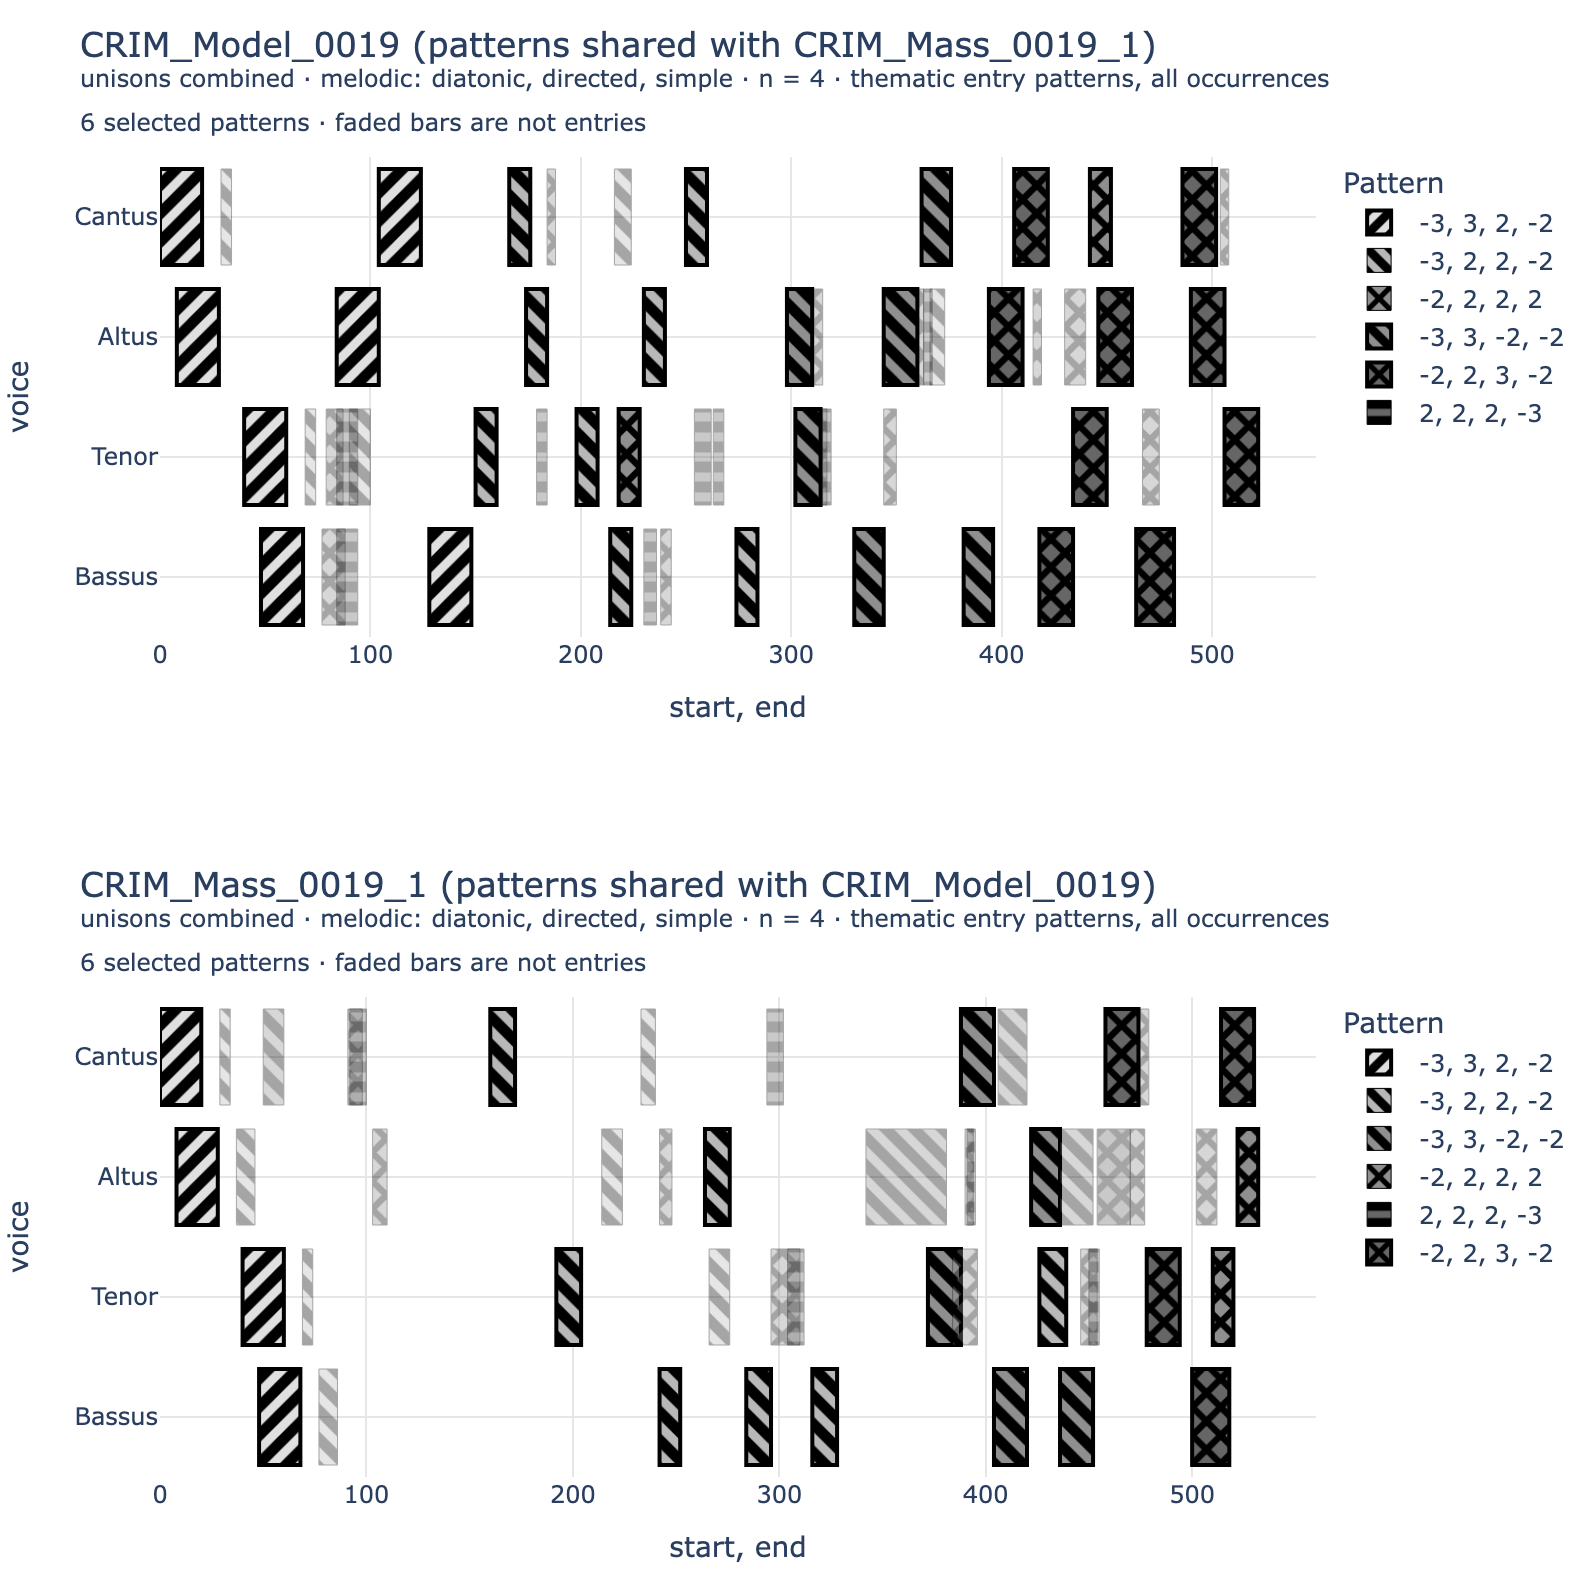 CRIM_Model_0019 (patterns shared with CRIM_Mass_0019_1)
unisons combined · melodic: diatonic, directed, simple · n = 4 · thematic entry patterns, all occurrences
6 selected patterns · faded bars are not entries
voice
Cantus
Altus
Tenor
Bassus
0 100 200 300 400 500
start, end
Pattern
-3, 3, 2, -2
-3, 2, 2, -2
-2, 2, 2, 2
-3, 3, -2, -2
-2, 2, 3, -2
2, 2, 2, -3
CRIM_Mass_0019_1 (patterns shared with CRIM_Model_0019)
unisons combined · melodic: diatonic, directed, simple · n = 4 · thematic entry patterns, all occurrences
6 selected patterns · faded bars are not entries
voice
Cantus
Altus
Tenor
Bassus
0 100 200 300 400 500
start, end
Pattern
-3, 3, 2, -2
-3, 2, 2, -2
-3, 3, -2, -2
-2, 2, 2, 2
2, 2, 2, -3
-2, 2, 3, -2